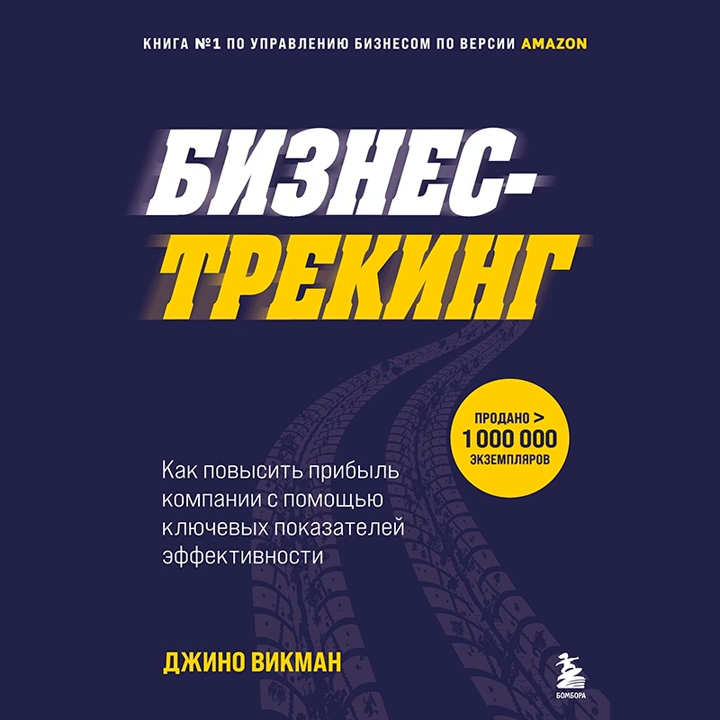 КНИГА №1 ПО УПРАВЛЕНИЮ БИЗНЕСОМ ПО ВЕРСИИ AMAZON
БИЗНЕС-
ТРЕКИНГ
ПРОДАНО >
1 000 000
ЭКЗЕМПЛЯРОВ
Как повысить прибыль
компании с помощью
ключевых показателей
эффективности
ДЖИНО ВИКМАН
БОМБОРА